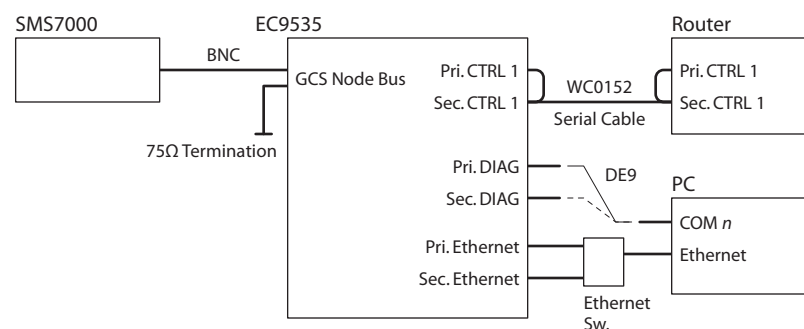 SMS7000
EC9535
Router
BNC
GCS Node Bus
75Ω Termination
Pri. CTRL 1
Sec. CTRL 1
WC0152
Serial Cable
Pri. CTRL 1
Sec. CTRL 1
Pri. DIAG
Sec. DIAG
DE9
PC
COM n
Ethernet
Pri. Ethernet
Sec. Ethernet
Ethernet
Sw.